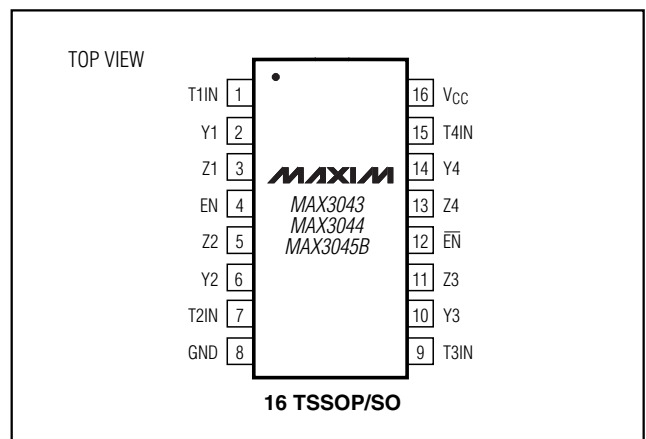 TOP VIEW
T1IN 1
Y1 2
Z1 3
EN 4
Z2 5
Y2 6
T2IN 7
GND 8
MAXIM
MAX3043
MAX3044
MAX3045B
16 VCC
15 T4IN
14 Y4
13 Z4
12 E̅N̅
11 Z3
10 Y3
9 T3IN
16 TSSOP/SO